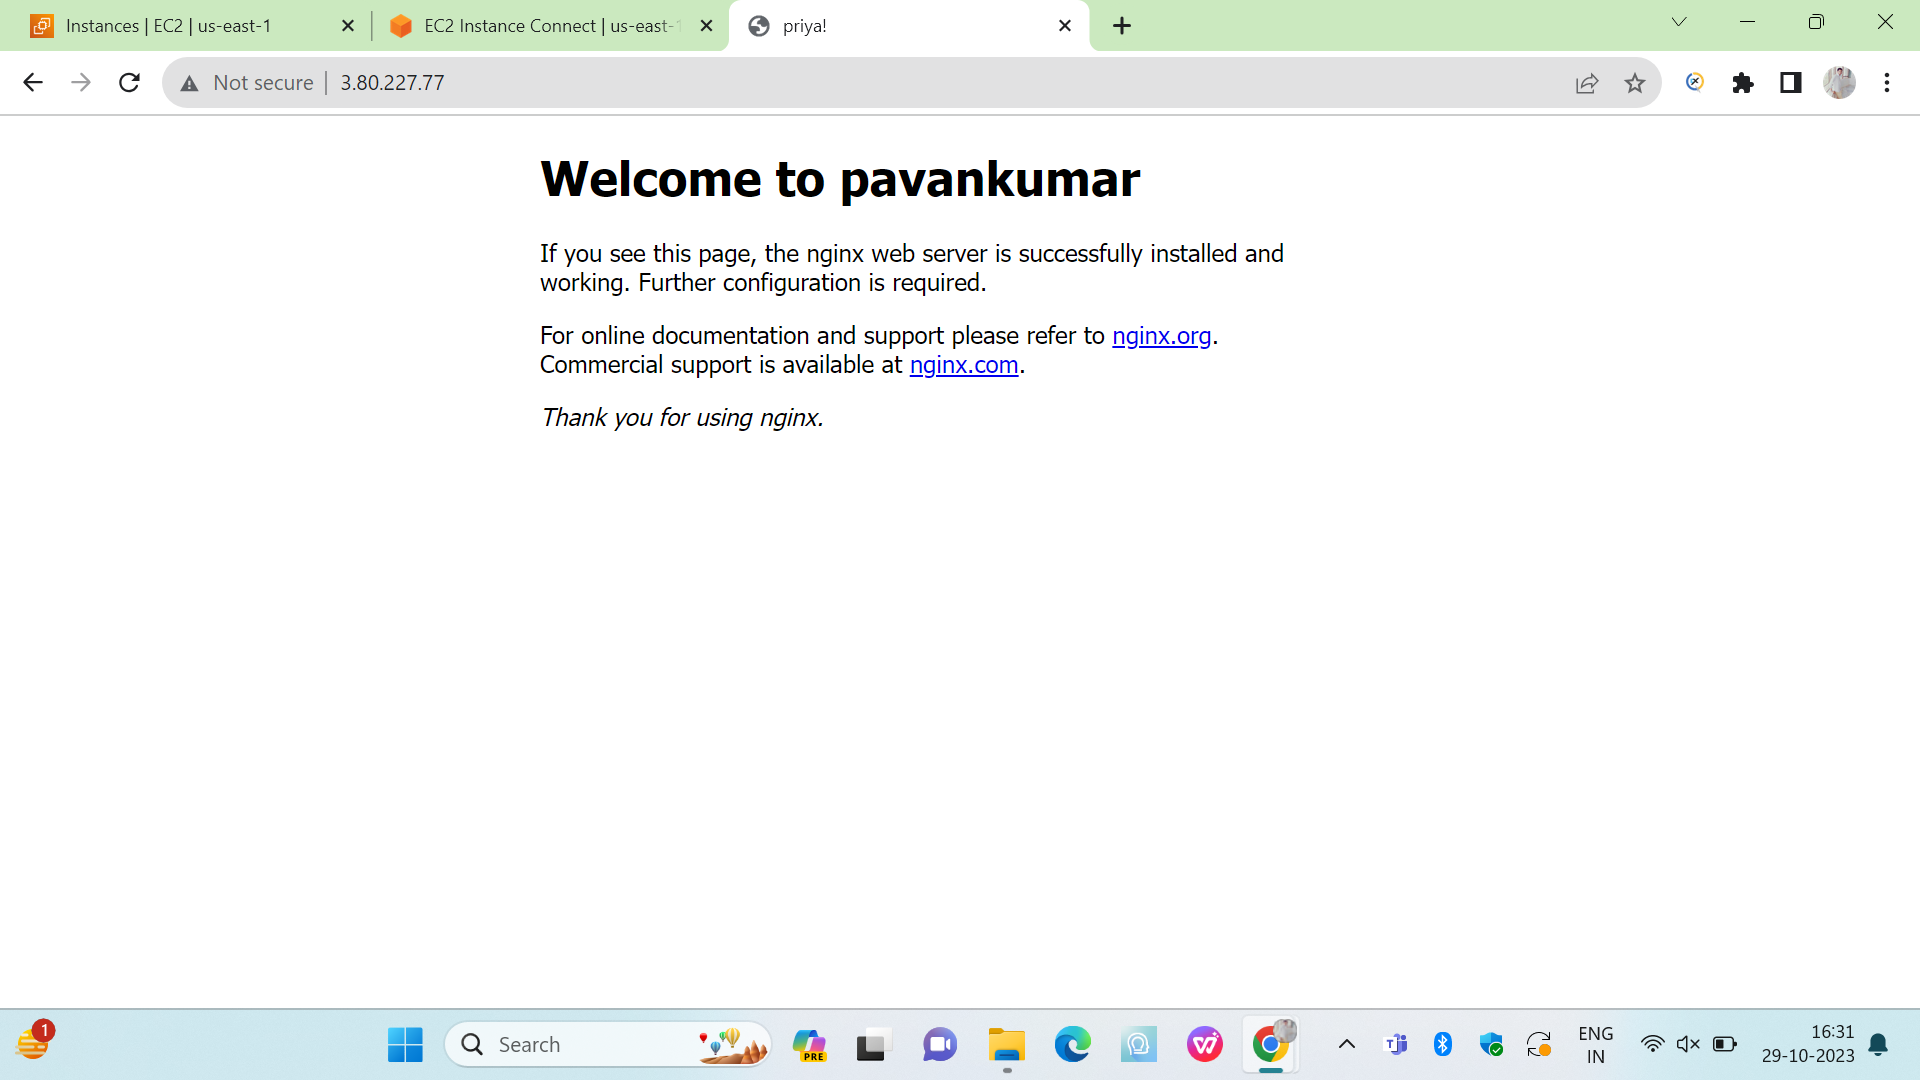 Instances | EC2 | us-east-1
EC2 Instance Connect | us-east-1
priya!
Not secure
3.80.227.77
Welcome to pavankumar
If you see this page, the nginx web server is successfully installed and
working. Further configuration is required.
For online documentation and support please refer to nginx.org.
Commercial support is available at nginx.com.
Thank you for using nginx.
1
Search
PRE
ENG
IN
16:31
29-10-2023